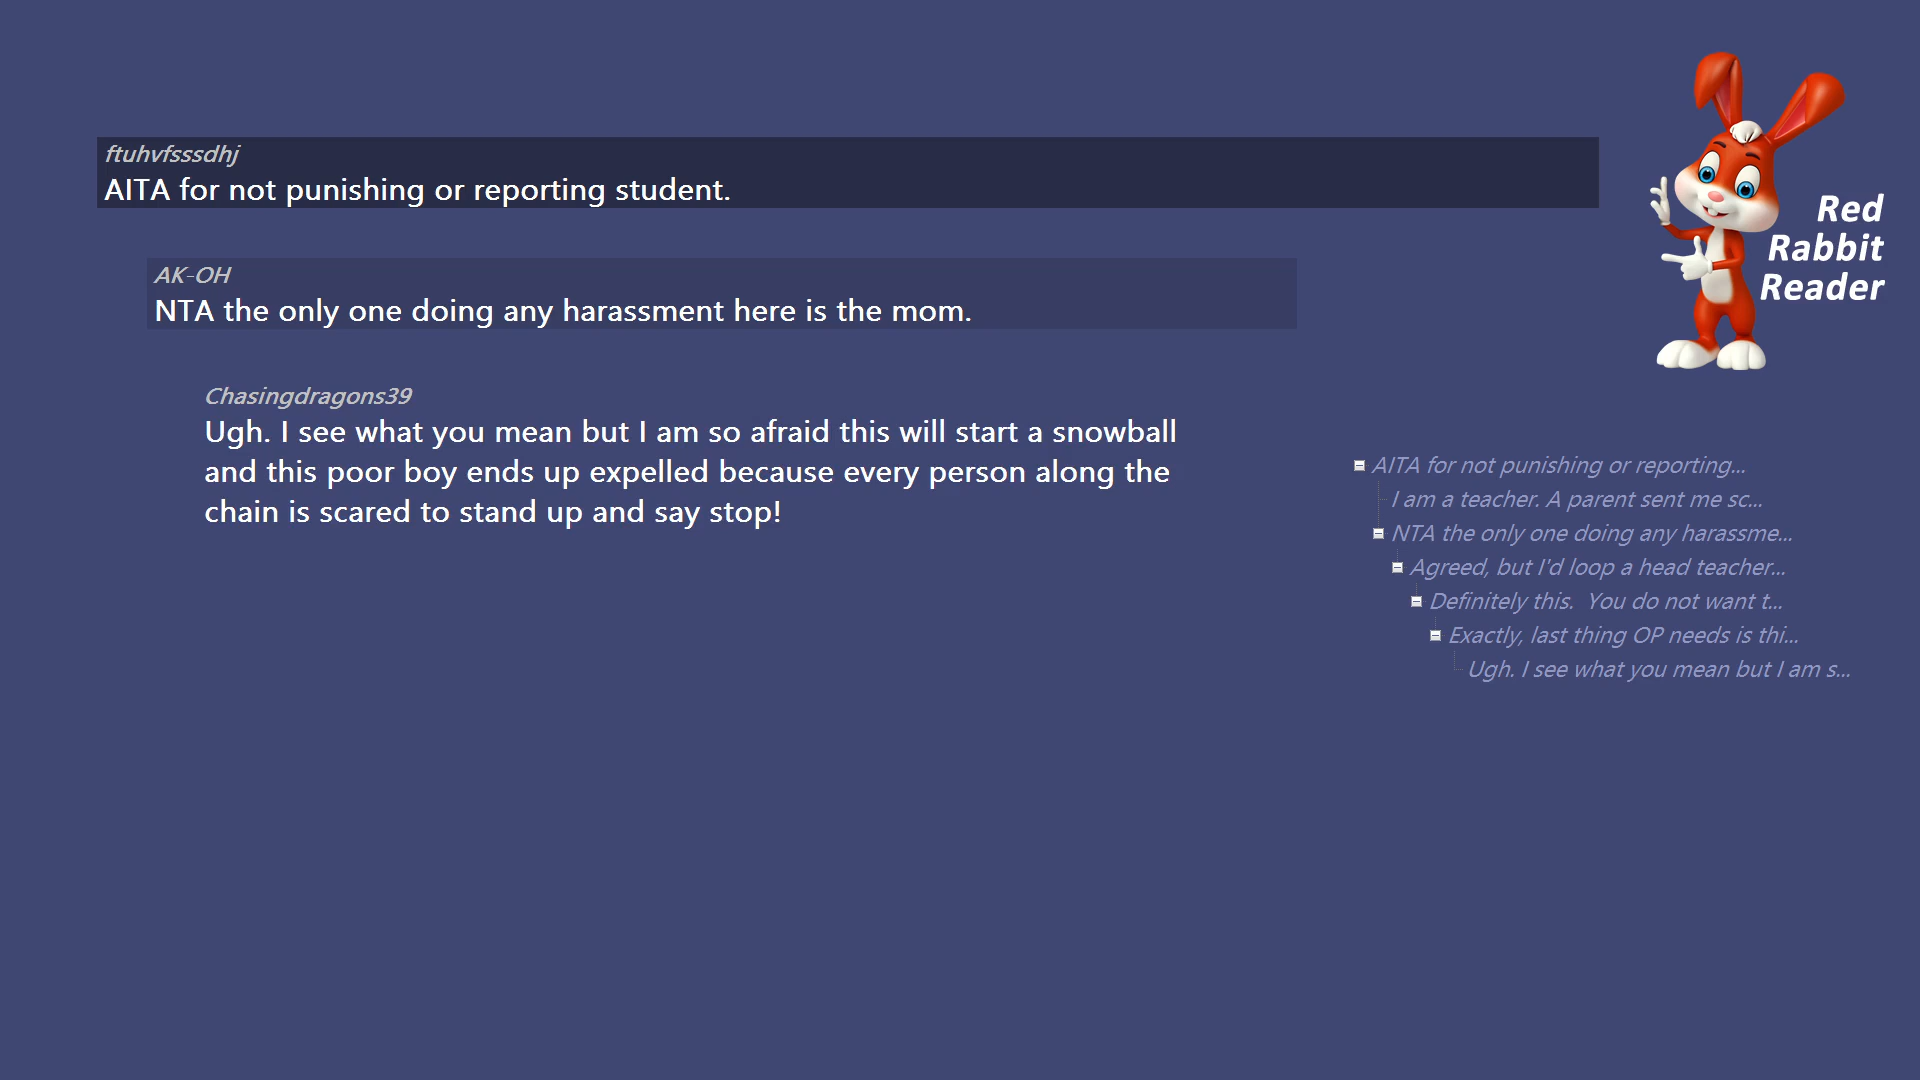 ftuhvfsssdhj
AITA for not punishing or reporting student.
AK-OH
NTA the only one doing any harassment here is the mom.
Chasingdragons39
Ugh. I see what you mean but I am so afraid this will start a snowball
and this poor boy ends up expelled because every person along the
chain is scared to stand up and say stop!
Red
Rabbit
Reader
AITA for not punishing or reporting...
I am a teacher. A parent sent me sc...
NTA the only one doing any harassme...
Agreed, but I'd loop a head teacher...
Definitely this.  You do not want t...
Exactly, last thing OP needs is thi...
Ugh. I see what you mean but I am s...